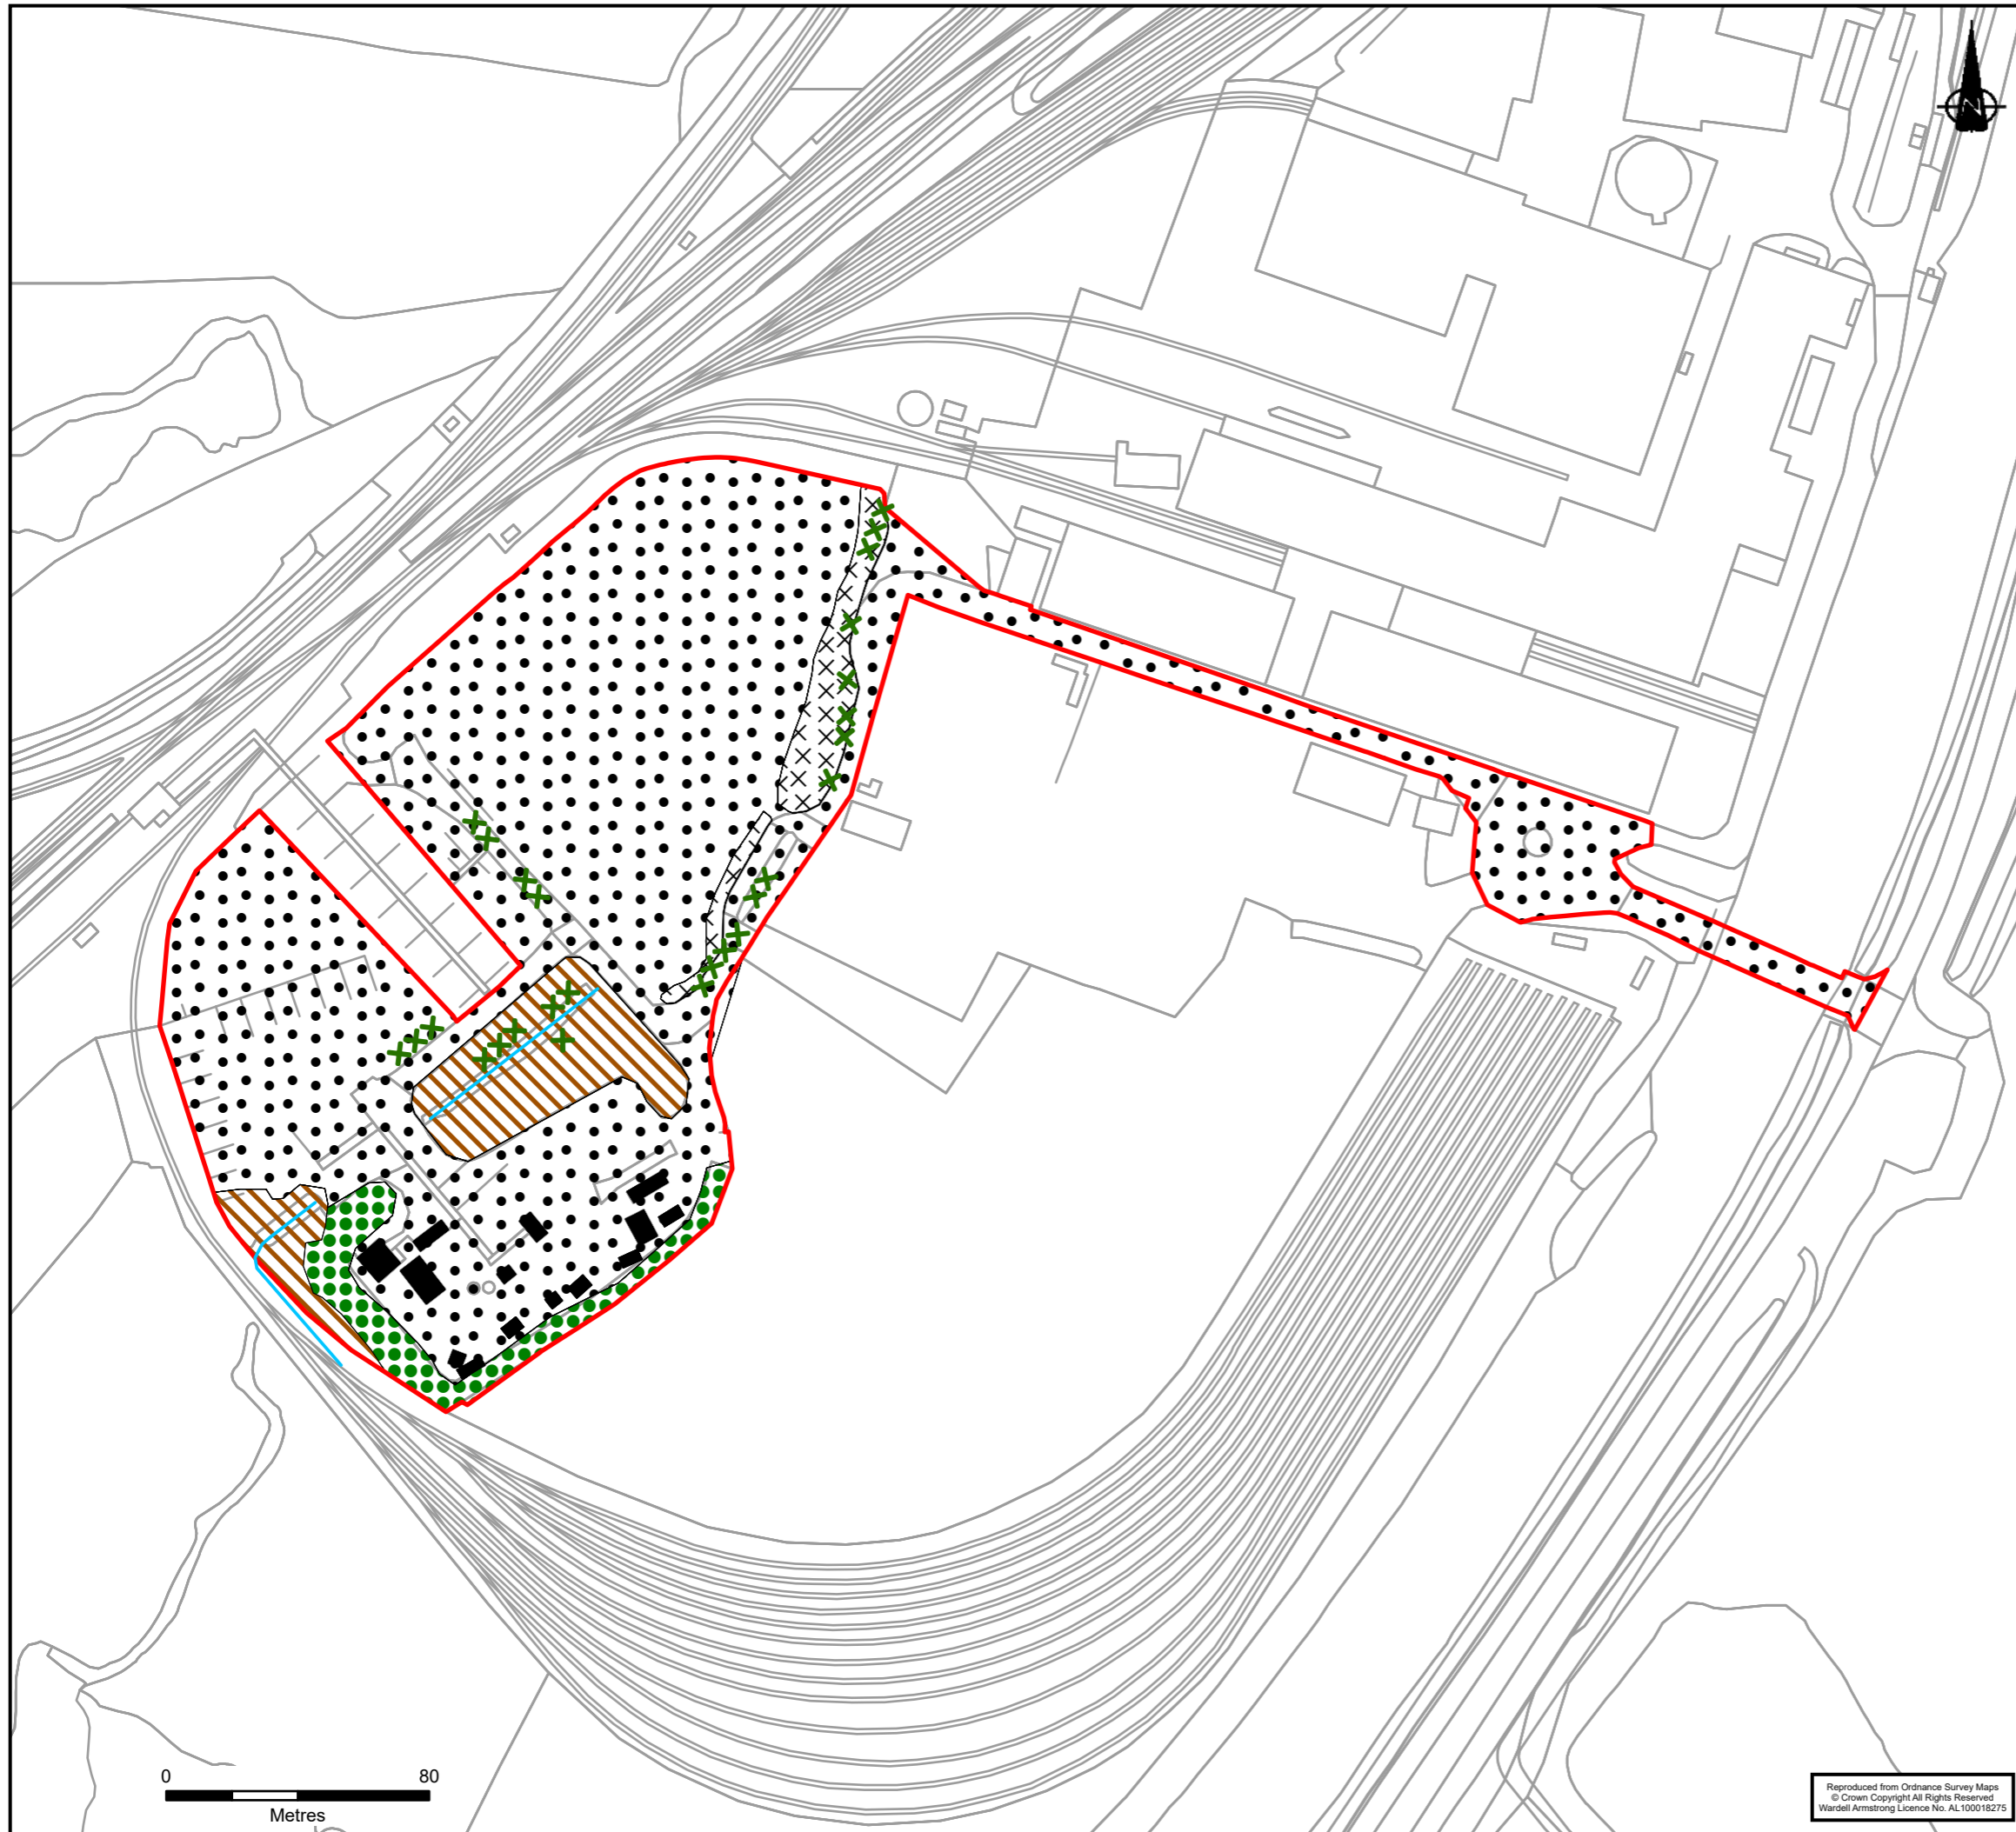 0 80
Metres
Reproduced from Ordnance Survey Maps
© Crown Copyright All Rights Reserved
Wardell Armstrong Licence No. AL100018275